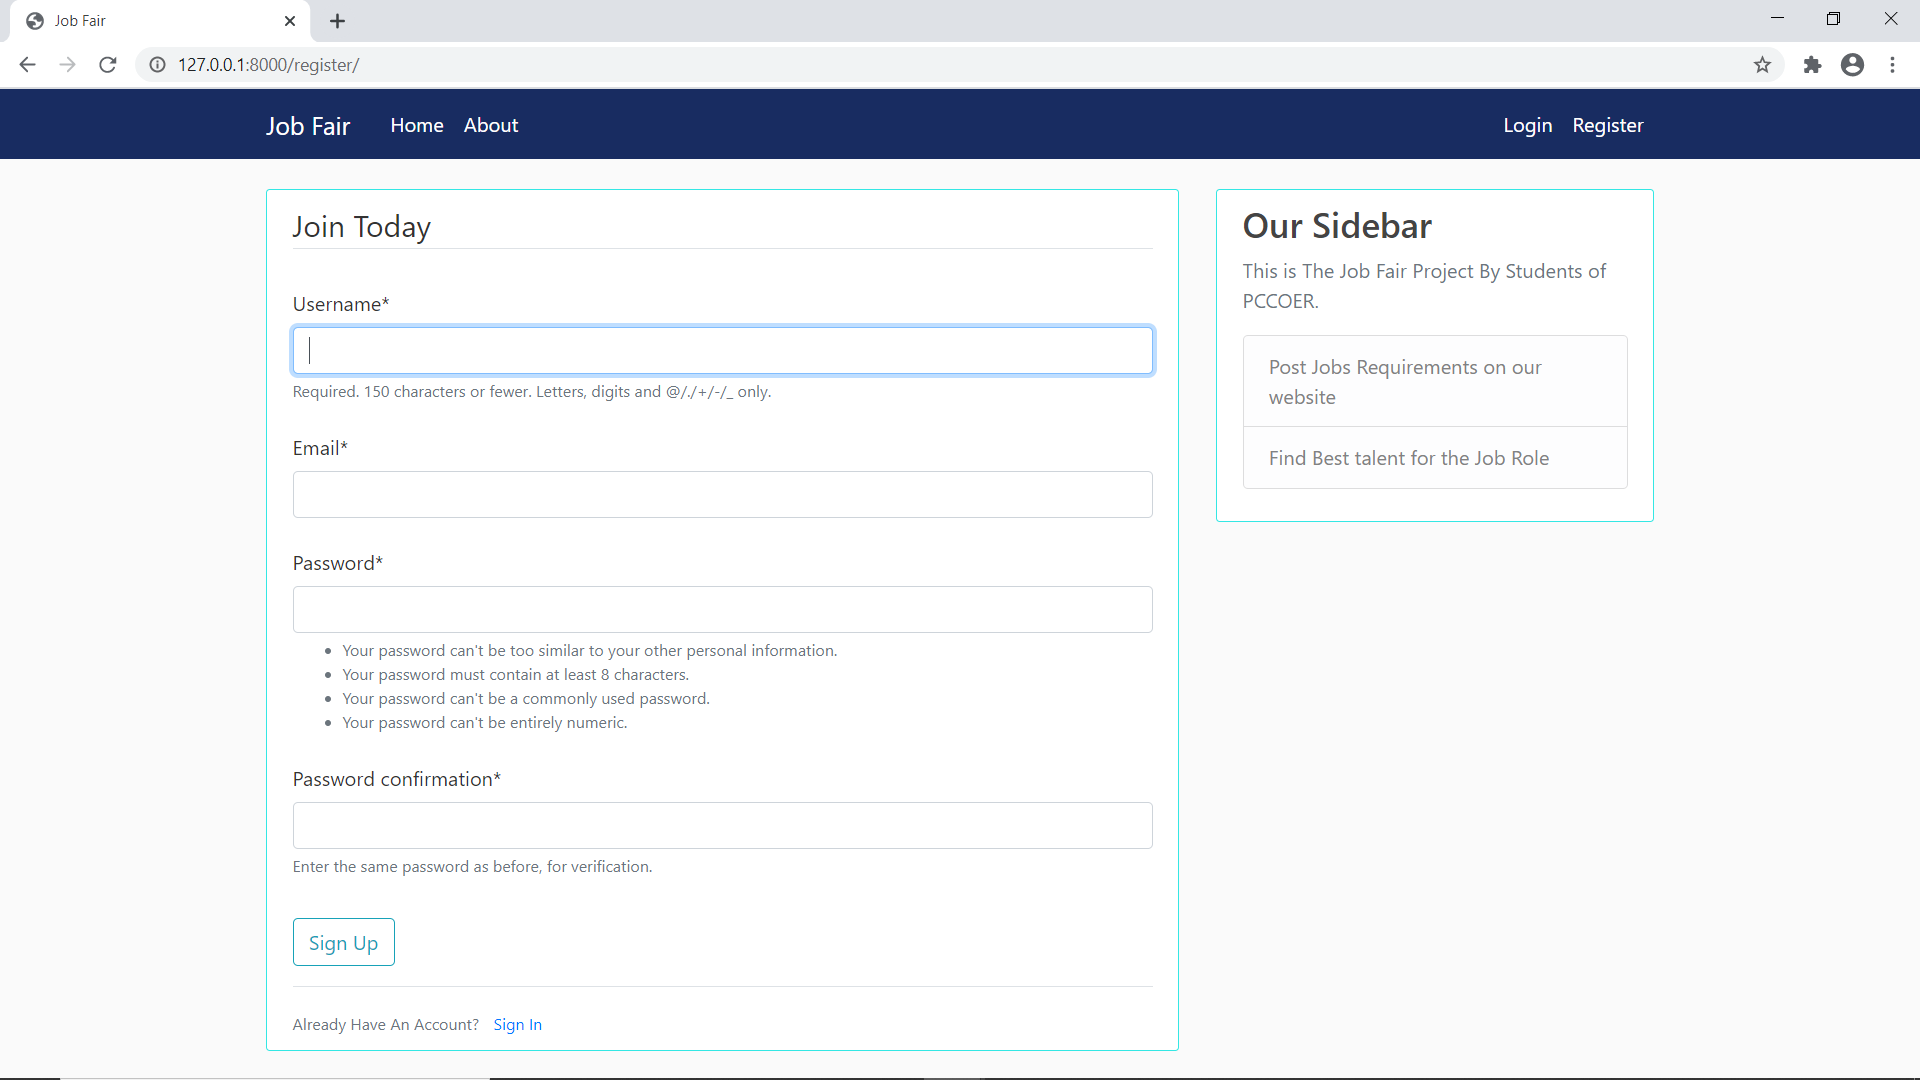 Job Fair
127.0.0.1:8000/register/
Job Fair Home About Login Register
Join Today
Username*
Required. 150 characters or fewer. Letters, digits and @/./+/-/_ only.
Email*
Password*
Your password can't be too similar to your other personal information.
Your password must contain at least 8 characters.
Your password can't be a commonly used password.
Your password can't be entirely numeric.
Password confirmation*
Enter the same password as before, for verification.
Sign Up
Already Have An Account? Sign In
Our Sidebar
This is The Job Fair Project By Students of
PCCOER.
Post Jobs Requirements on our
website
Find Best talent for the Job Role